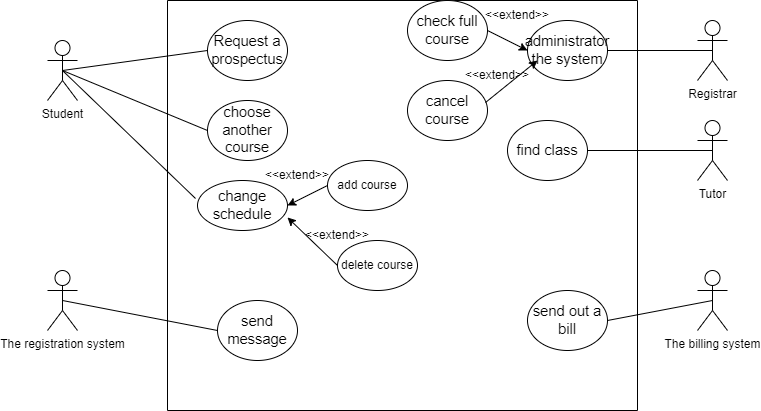 check full
course
<<extend>>
administrator
the system
Request a
prospectus
<<extend>>
Student
Registrar
cancel
course
choose
another
course
find class
Tutor
<<extend>>
change
schedule
add course
<<extend>>
delete course
send
message
send out a
bill
The registration system
The billing system